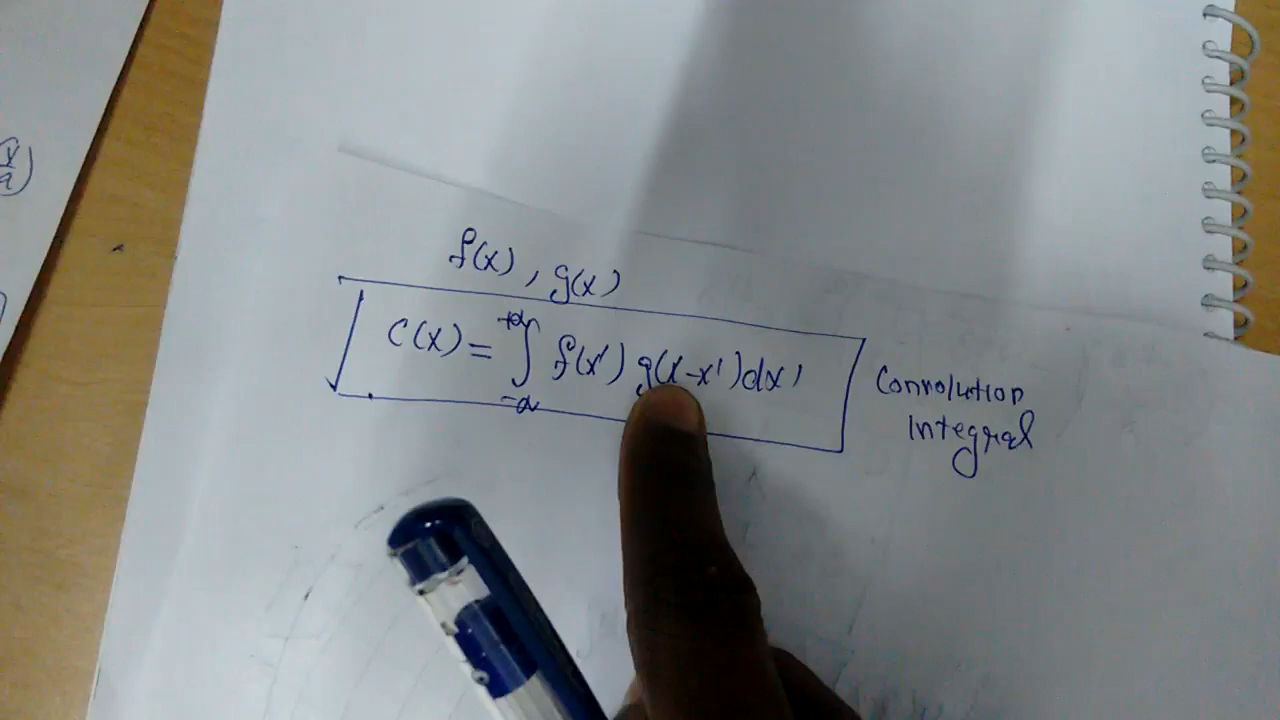 f(x), g(x)
C(x) = ∫_{-α}^{+α} f(x') g(x-x')dx'
Convolution
Integral